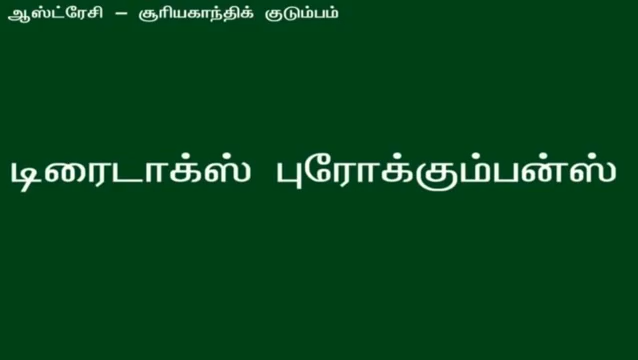 ஆஸ்ட்ரேசி – சூரியகாந்திக் குடும்பம்
டிரைடாக்ஸ் புரோக்கும்பன்ஸ்